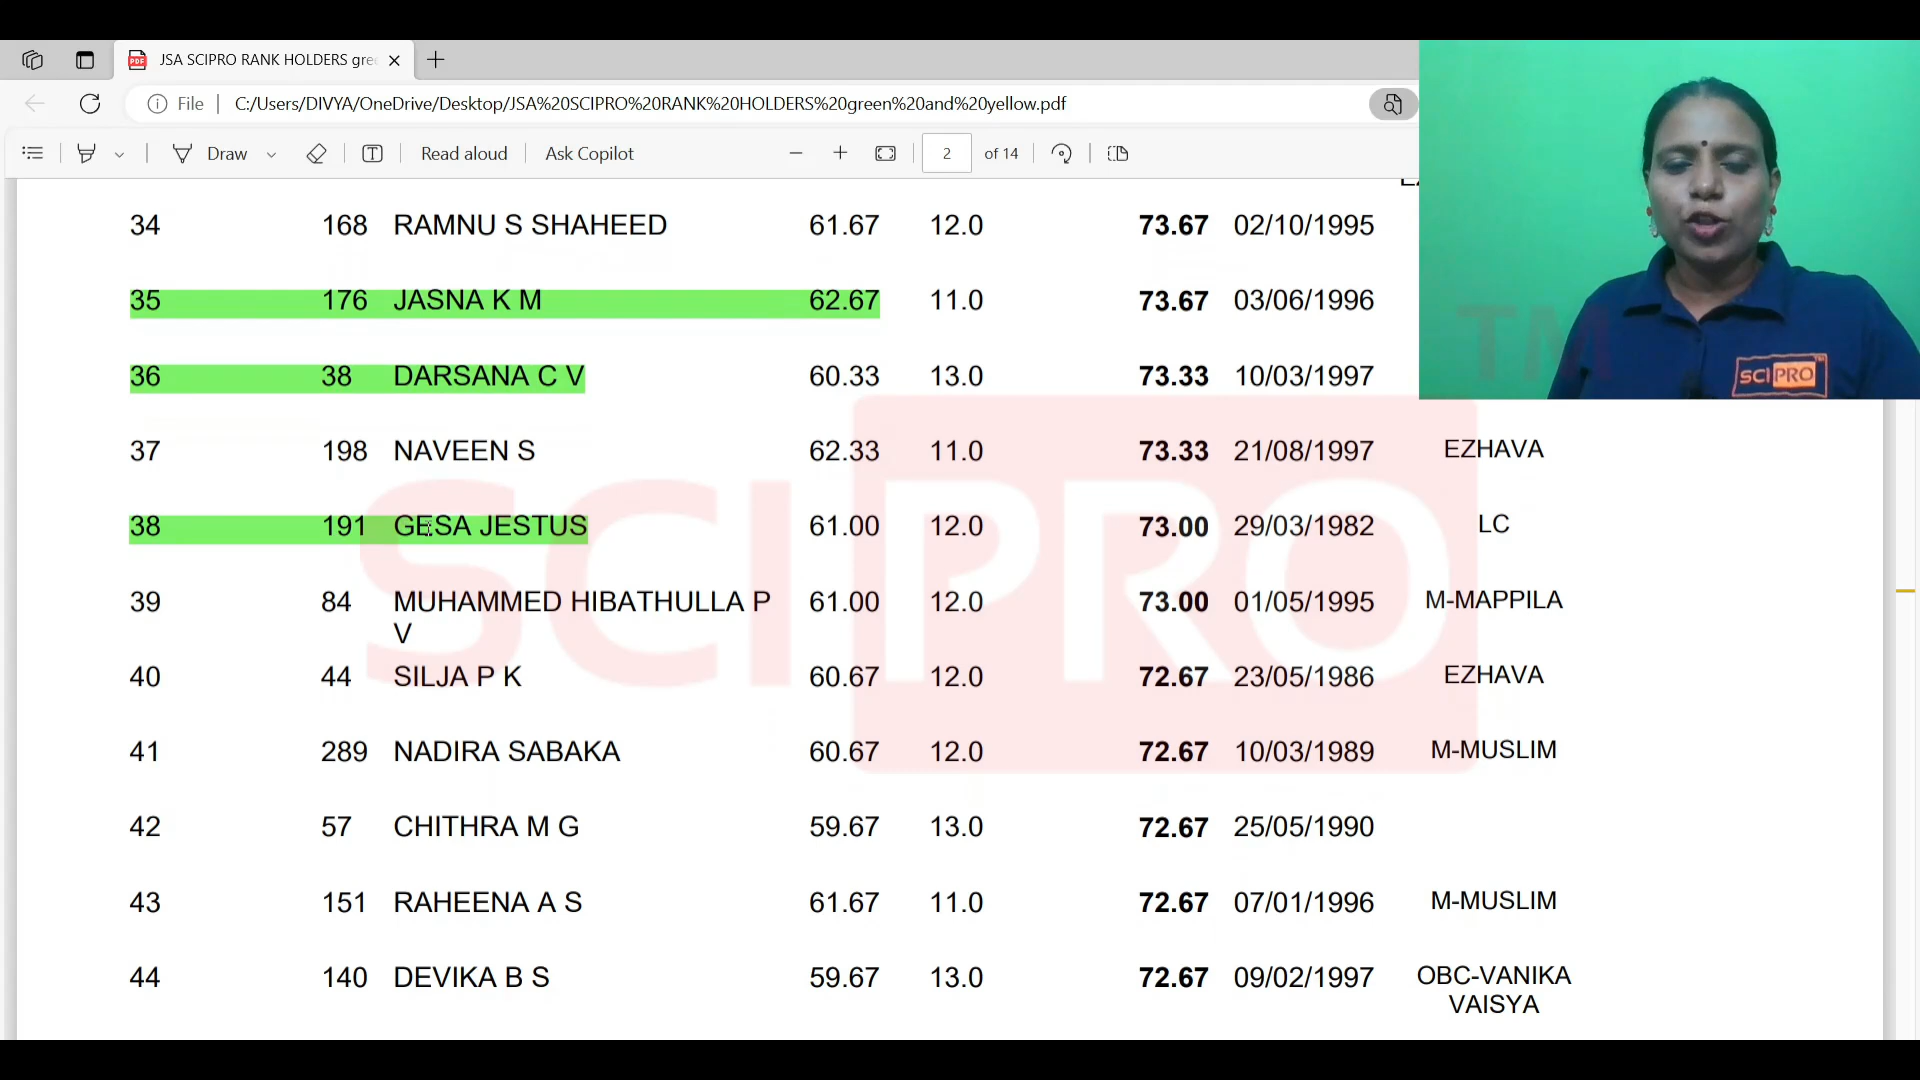 JSA SCIPRO RANK HOLDERS gre
File C:/Users/DIVYA/OneDrive/Desktop/JSA%20SCIPRO%20RANK%20HOLDERS%20green%20and%20yellow.pdf
Draw Read aloud Ask Copilot 2 of 14
34 168 RAMNU S SHAHEED 61.67 12.0 73.67 02/10/1995
35 176 JASNA K M 62.67 11.0 73.67 03/06/1996
TM
36 38 DARSANA C V 60.33 13.0 73.33 10/03/1997
SCIPRO
37 198 NAVEEN S 62.33 11.0 73.33 21/08/1997 EZHAVA
38 191 GESA JESTUS 61.00 12.0 73.00 29/03/1982 LC
SCIPRO
39 84 MUHAMMED HIBATHULLA P 61.00 12.0 73.00 01/05/1995 M-MAPPILA
V
40 44 SILJA P K 60.67 12.0 72.67 23/05/1986 EZHAVA
41 289 NADIRA SABAKA 60.67 12.0 72.67 10/03/1989 M-MUSLIM
42 57 CHITHRA M G 59.67 13.0 72.67 25/05/1990
43 151 RAHEENA A S 61.67 11.0 72.67 07/01/1996 M-MUSLIM
44 140 DEVIKA B S 59.67 13.0 72.67 09/02/1997 OBC-VANIKA
VAISYA